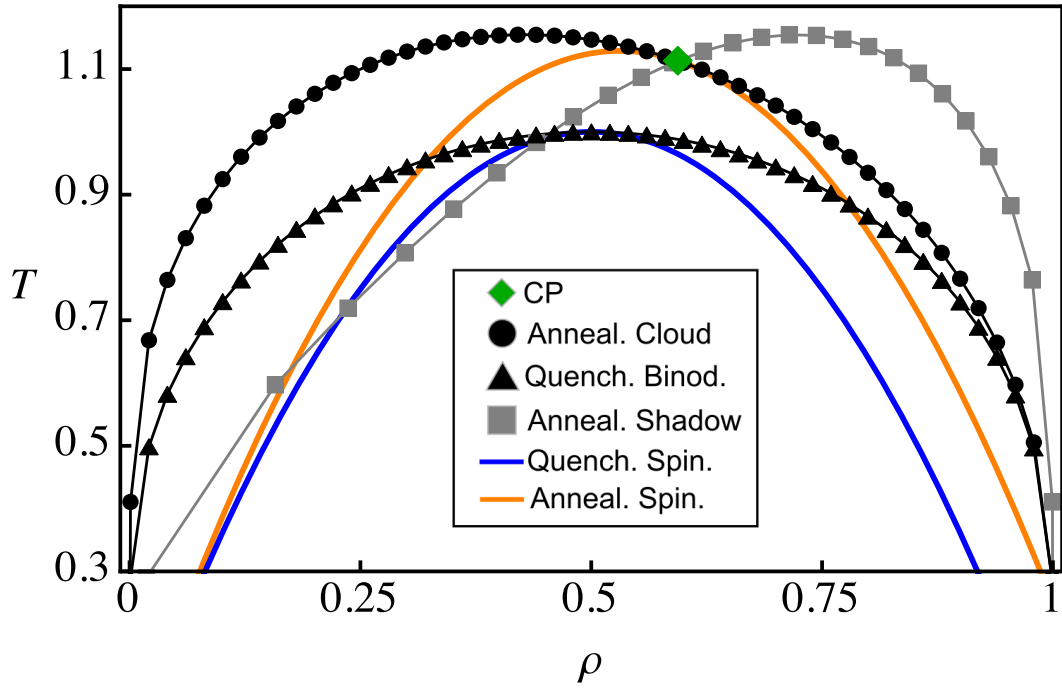 1.1
0.9
0.7
0.5
0.3
T
CP
Anneal. Cloud
Quench. Binod.
Anneal. Shadow
Quench. Spin.
Anneal. Spin.
0 0.25 0.5 0.75 1
ρ